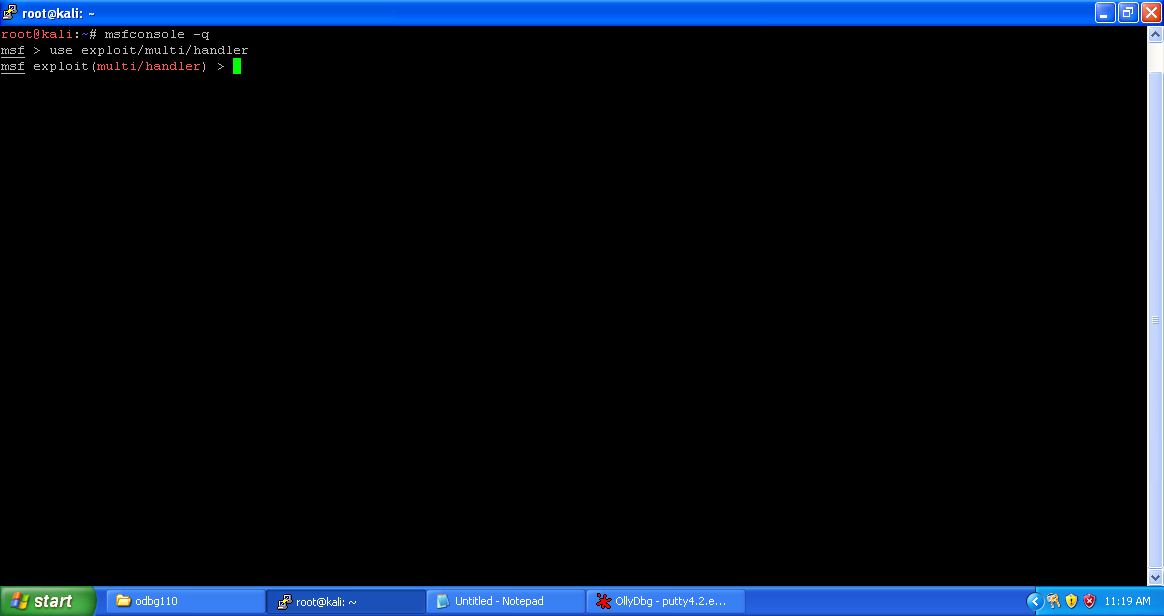 root@kali: ~
root@kali:~# msfconsole -q
msf > use exploit/multi/handler
msf exploit(multi/handler) >
start
odbg110
root@kali: ~
Untitled - Notepad
OllyDbg - putty4.2.e...
11:19 AM